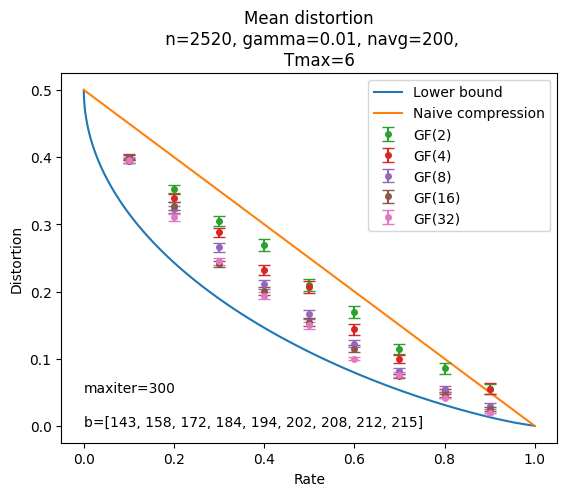 Mean distortion
n=2520, gamma=0.01, navg=200,
Tmax=6
Lower bound
Naive compression
GF(2)
GF(4)
GF(8)
GF(16)
GF(32)
0.5
0.4
0.3
0.2
0.1
0.0
Distortion
maxiter=300
b=[143, 158, 172, 184, 194, 202, 208, 212, 215]
0.0 0.2 0.4 0.6 0.8 1.0
Rate